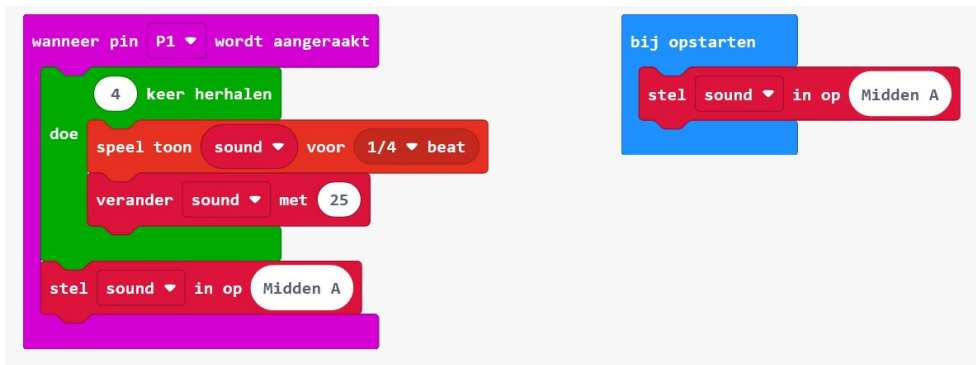 wanneer pin P1 wordt aangeraakt
4 keer herhalen
doe
speel toon sound voor 1/4 beat
verander sound met 25
stel sound in op Midden A
bij opstarten
stel sound in op Midden A